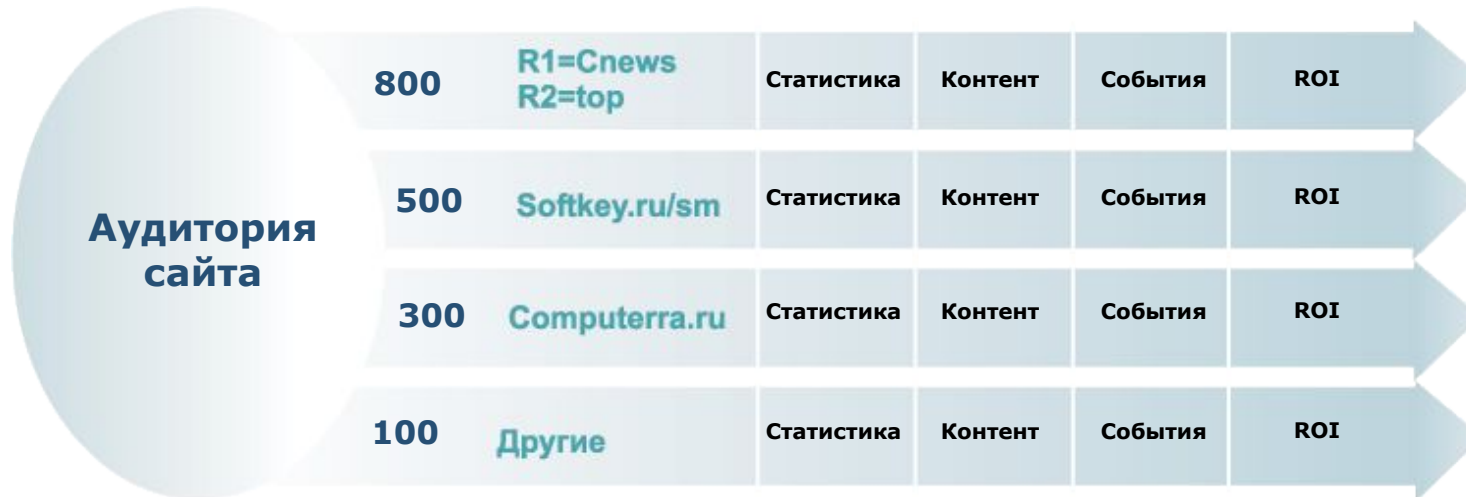 Аудитория
сайта
800
R1=Cnews
R2=top
Статистика
Контент
События
ROI
500
Softkey.ru/sm
Статистика
Контент
События
ROI
300
Computerra.ru
Статистика
Контент
События
ROI
100
Другие
Статистика
Контент
События
ROI